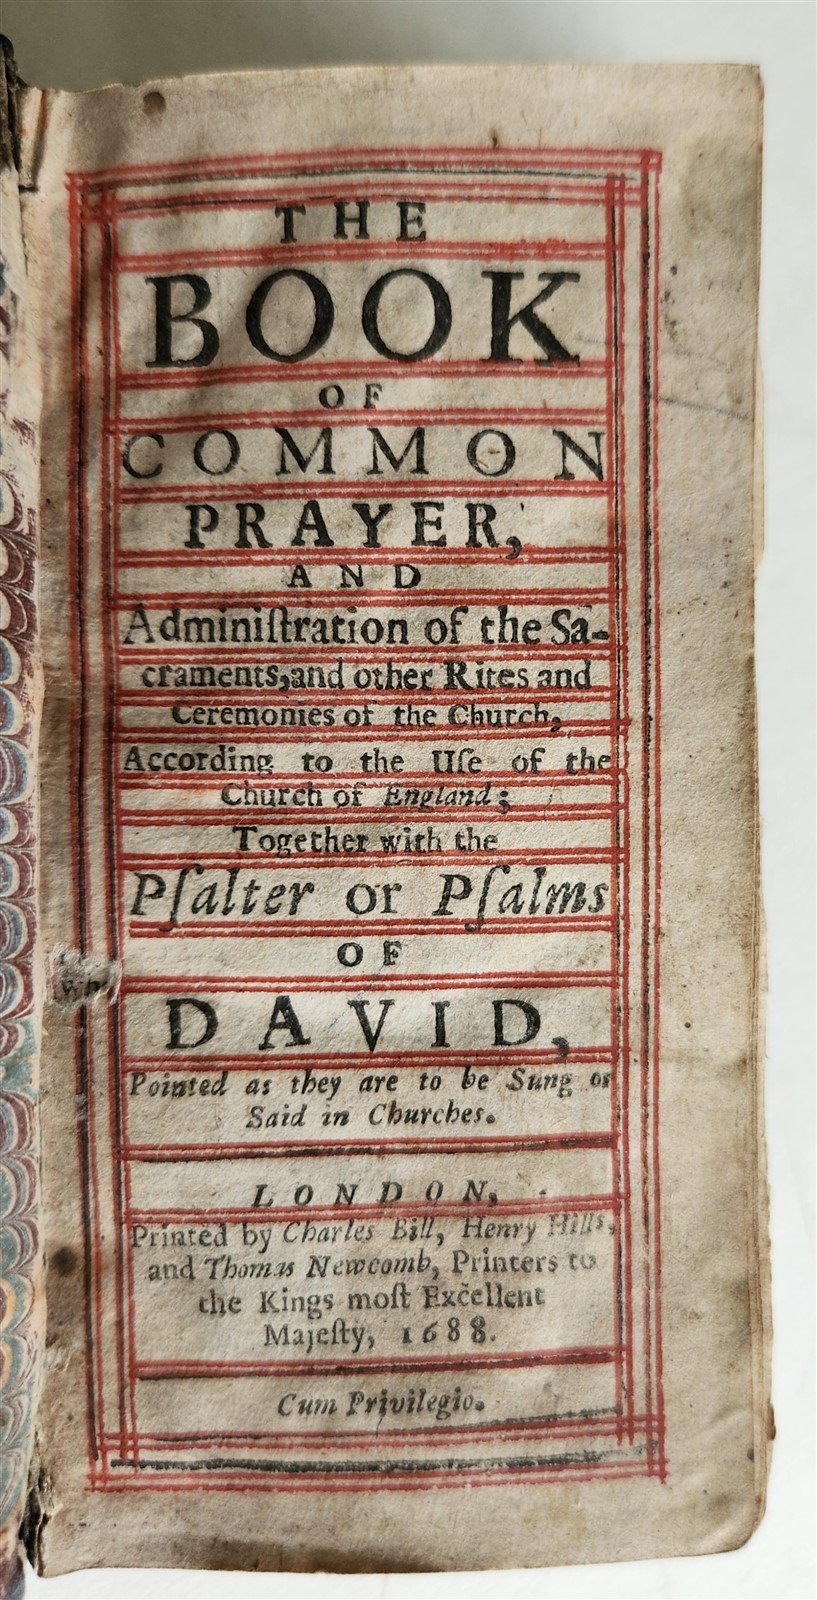 THE
BOOK
OF
COMMON
PRAYER,
AND
Adminiſtration of the Sa-
craments, and other Rites and
Ceremonies of the Church,
According to the Uſe of the
Church of England;
Together with the
Pſalter or Pſalms
OF
DAVID,
Pointed as they are to be Sung or
Said in Churches.
LONDON,
Printed by Charles Bill, Henry Hills,
and Thomas Newcomb, Printers to
the Kings moſt Excellent
Majeſty, 1688.
Cum Privilegio.